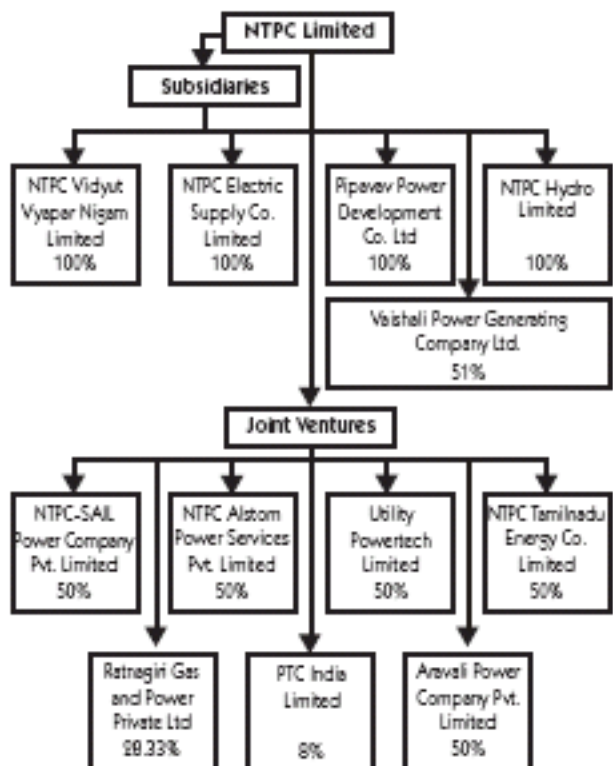 NTPC Limited
Subsidiaries
NTPC Vidyut
Vyapar Nigam
Limited
100%
NTPC Electric
Supply Co.
Limited
100%
Pipavav Power
Development
Co. Ltd
100%
NTPC Hydro
Limited
100%
Vaishali Power Generating
Company Ltd.
51%
Joint Ventures
NTPC-SAIL
Power Company
Pvt. Limited
50%
NTPC Alstom
Power Services
Pvt. Limited
50%
Utility
Powertech
Limited
50%
NTPC Tamilnadu
Energy Co.
Limited
50%
Ratnagiri Gas
and Power
Private Ltd
28.33%
PTC India
Limited
8%
Aravali Power
Company Pvt.
Limited
50%